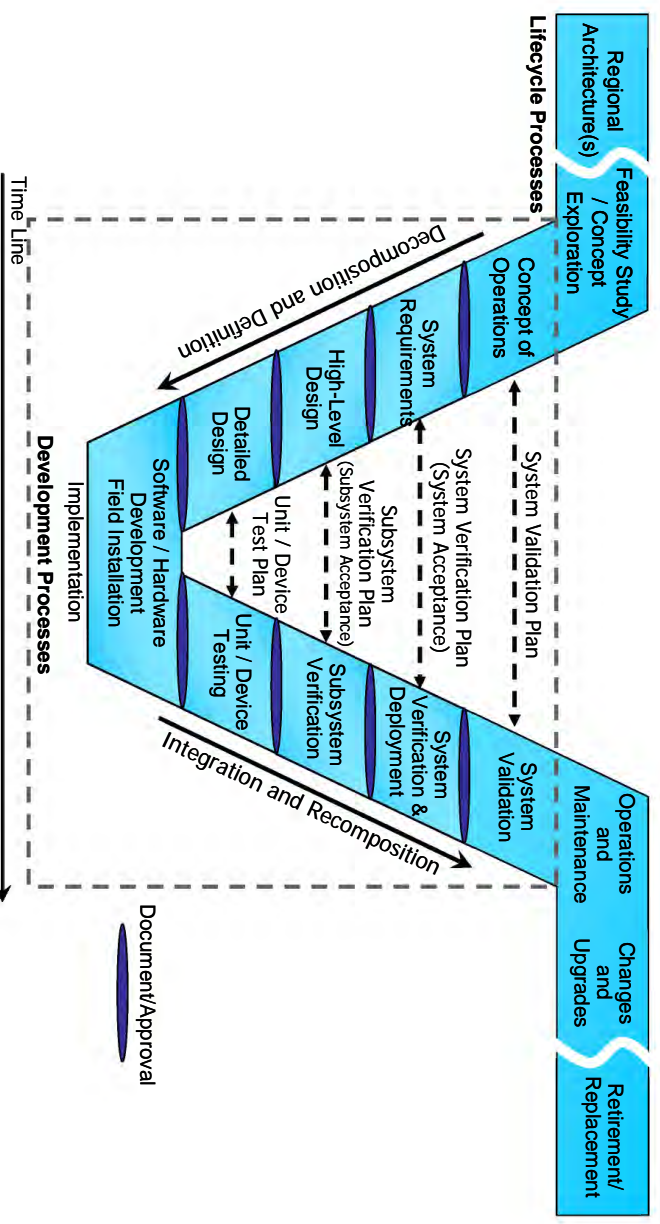 Regional
Architecture(s)
Feasibility Study
/ Concept
Exploration
Operations
and
Maintenance
Changes
and
Upgrades
Retirement/
Replacement
Lifecycle Processes
Concept of
Operations
System Validation Plan
System
Validation
System
Requirements
System Verification Plan
(System Acceptance)
System
Verification &
Deployment
High-Level
Design
Subsystem
Verification Plan
(Subsystem Acceptance)
Subsystem
Verification
Detailed
Design
Unit / Device
Test Plan
Unit / Device
Testing
Decomposition and Definition
Integration and Recomposition
Software / Hardware
Development
Field Installation
Implementation
Development Processes
Time Line
Document/Approval